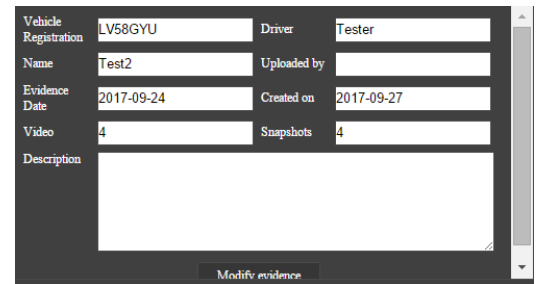 Vehicle Registration LV58GYU Driver Tester
Name Test2 Uploaded by
Evidence Date 2017-09-24 Created on 2017-09-27
Video 4 Snapshots 4
Description
Modify evidence